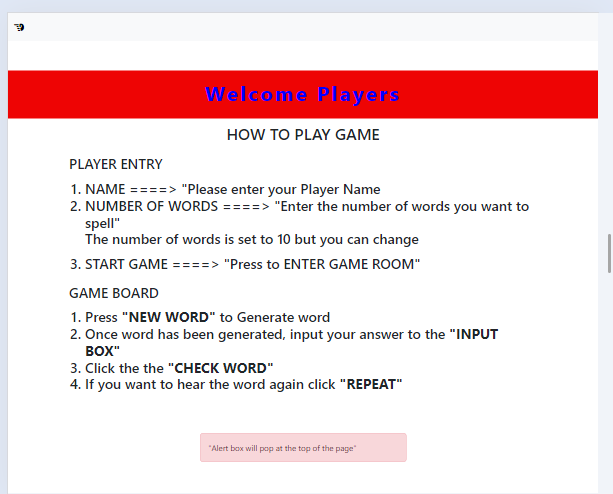 Welcome Players
HOW TO PLAY GAME
PLAYER ENTRY
1. NAME ====> "Please enter your Player Name
2. NUMBER OF WORDS ====> "Enter the number of words you want to
spell"
The number of words is set to 10 but you can change
3. START GAME ====> "Press to ENTER GAME ROOM"
GAME BOARD
1. Press "NEW WORD" to Generate word
2. Once word has been generated, input your answer to the "INPUT
BOX"
3. Click the the "CHECK WORD"
4. If you want to hear the word again click "REPEAT"
"Alert box will pop at the top of the page"